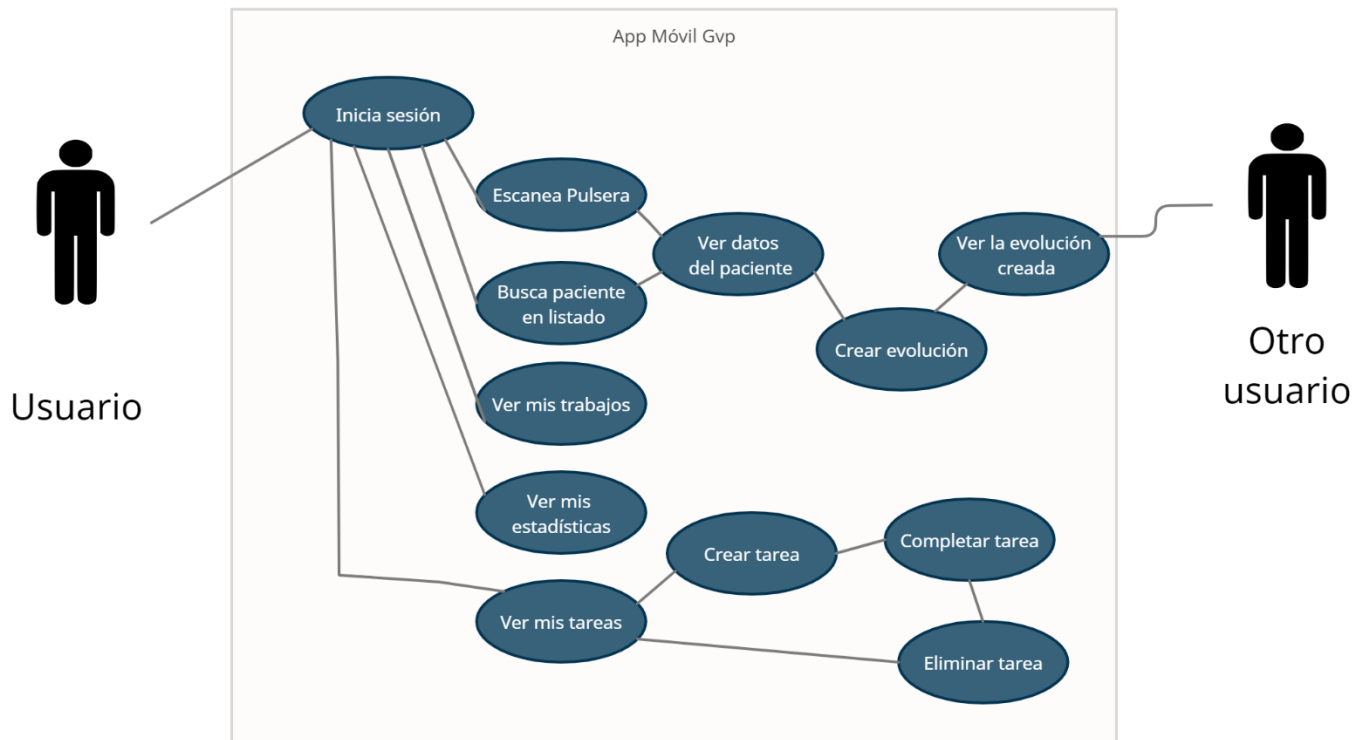 App Móvil Gvp
Inicia sesión
Escanea Pulsera
Ver datos
del paciente
Ver la evolución
creada
Busca paciente
en listado
Crear evolución
Otro
usuario
Usuario
Ver mis trabajos
Ver mis
estadísticas
Crear tarea
Completar tarea
Ver mis tareas
Eliminar tarea